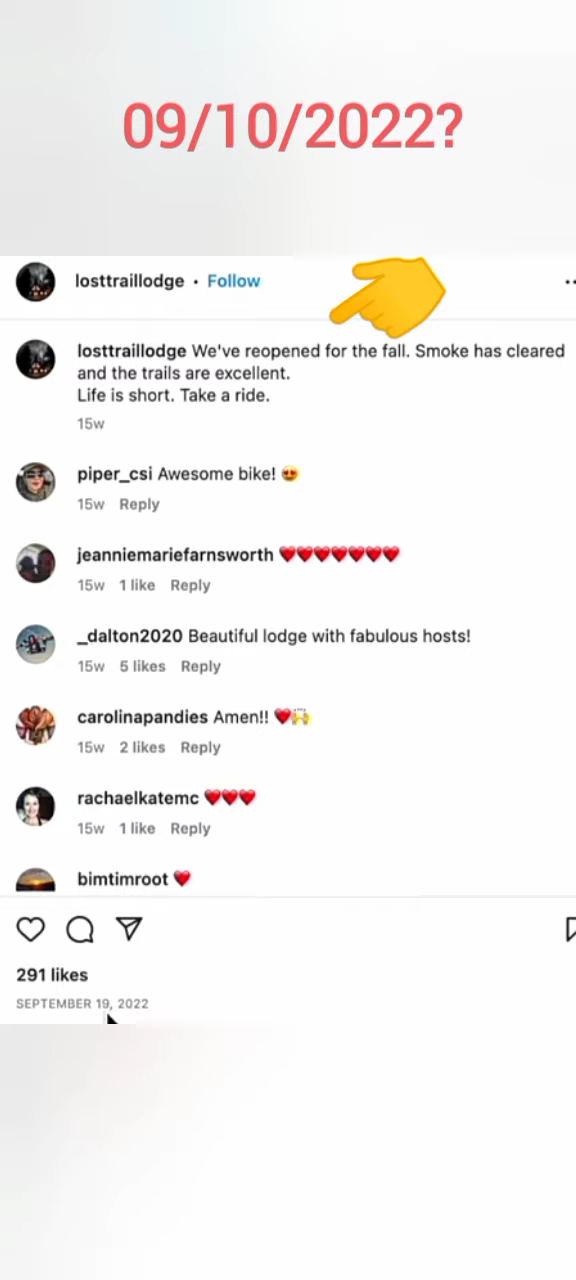 09/10/2022?
losttraillodge • Follow
losttraillodge We've reopened for the fall. Smoke has cleared
and the trails are excellent.
Life is short. Take a ride.
15w
piper_csi Awesome bike! 😍
15w Reply
jeanniemariefarnsworth ❤️❤️❤️❤️❤️❤️❤️
15w 1 like Reply
_dalton2020 Beautiful lodge with fabulous hosts!
15w 5 likes Reply
carolinapandies Amen!! ❤️🙌
15w 2 likes Reply
rachaelkatemc ❤️❤️❤️
15w 1 like Reply
bimtimroot ❤️
291 likes
SEPTEMBER 19, 2022